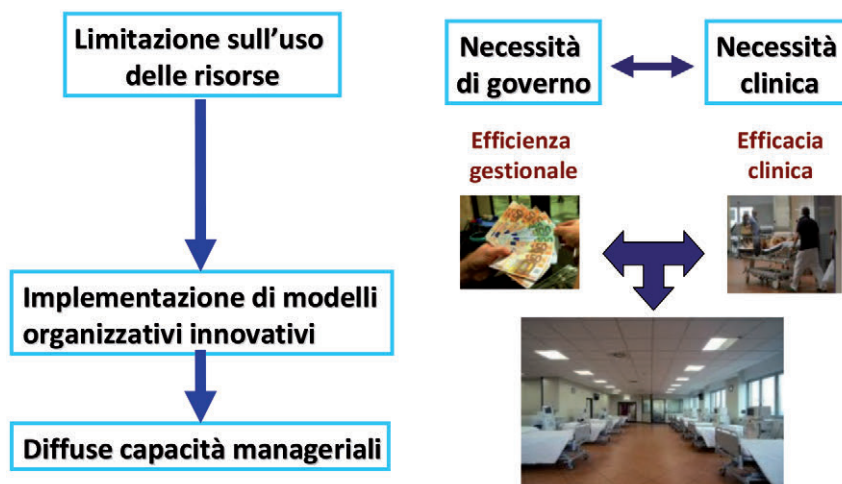 Limitazione sull’uso
delle risorse
Implementazione di modelli
organizzativi innovativi
Diffuse capacità manageriali
Necessità
di governo
Necessità
clinica
Efficienza
gestionale
Efficacia
clinica